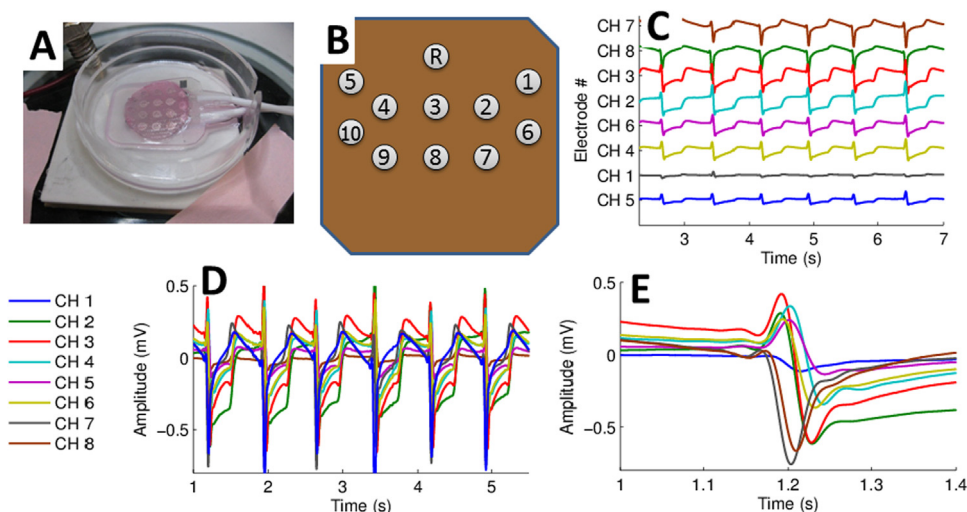 A
B
R
5
1
4
3
2
10
6
9
8
7
C
Electrode #
CH 7
CH 8
CH 3
CH 2
CH 6
CH 4
CH 1
CH 5
3 4 5 6 7
Time (s)
CH 1
CH 2
CH 3
CH 4
CH 5
CH 6
CH 7
CH 8
D
Amplitude (mV)
0.5
0
−0.5
1 2 3 4 5
Time (s)
E
Amplitude (mV)
0.5
0
−0.5
1 1.1 1.2 1.3 1.4
Time (s)